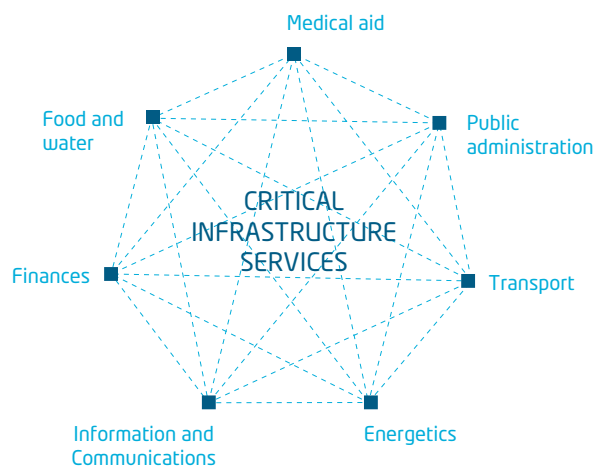 Medical aid
Food and
water
Public
administration
CRITICAL
INFRASTRUCTURE
SERVICES
Finances
Transport
Information and
Communications
Energetics